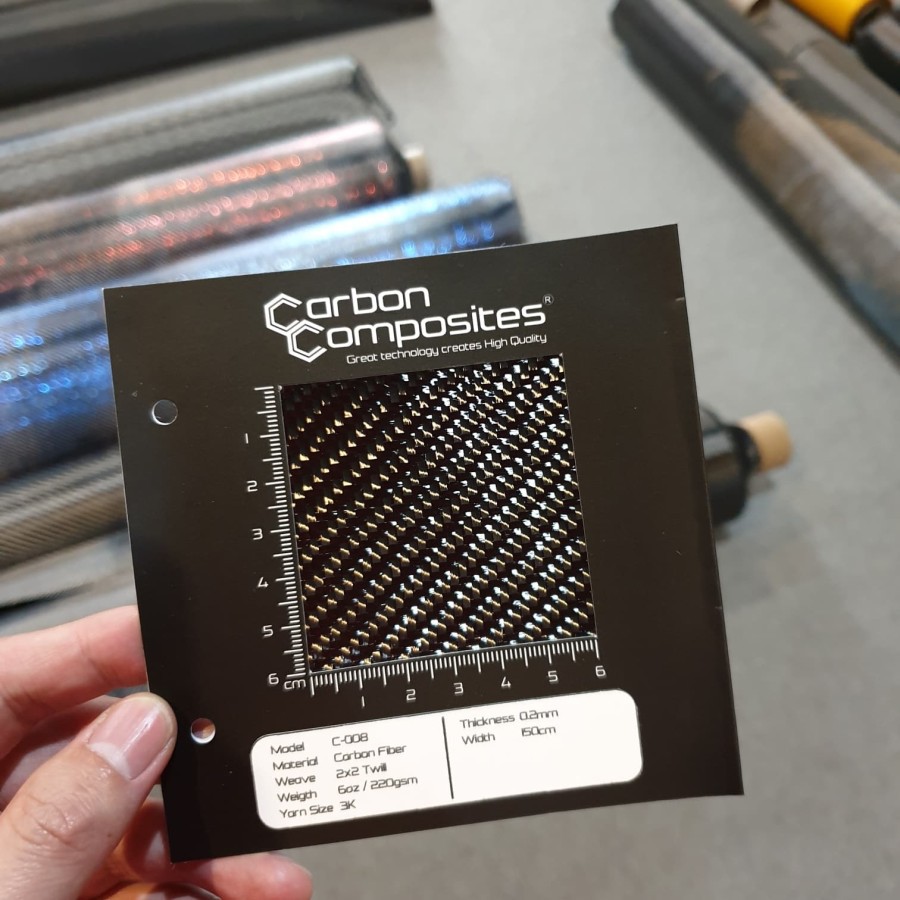 Carbon
Composites®
Great technology creates High Quality
1
2
3
4
5
6
cm
1 2 3 4 5 6
Model C-008
Material Carbon Fiber
Weave 2x2 Twill
Weigth 6oz / 220gsm
Yarn Size 3K
Thickness 0.2mm
Width 150cm